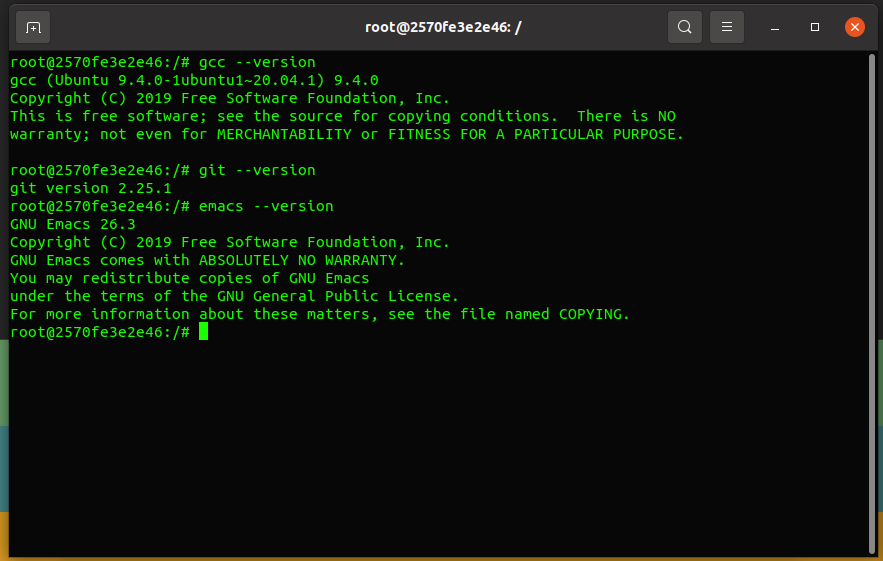 root@2570fe3e2e46: /
root@2570fe3e2e46:/# gcc --version
gcc (Ubuntu 9.4.0-1ubuntu1~20.04.1) 9.4.0
Copyright (C) 2019 Free Software Foundation, Inc.
This is free software; see the source for copying conditions.  There is NO
warranty; not even for MERCHANTABILITY or FITNESS FOR A PARTICULAR PURPOSE.

root@2570fe3e2e46:/# git --version
git version 2.25.1
root@2570fe3e2e46:/# emacs --version
GNU Emacs 26.3
Copyright (C) 2019 Free Software Foundation, Inc.
GNU Emacs comes with ABSOLUTELY NO WARRANTY.
You may redistribute copies of GNU Emacs
under the terms of the GNU General Public License.
For more information about these matters, see the file named COPYING.
root@2570fe3e2e46:/#